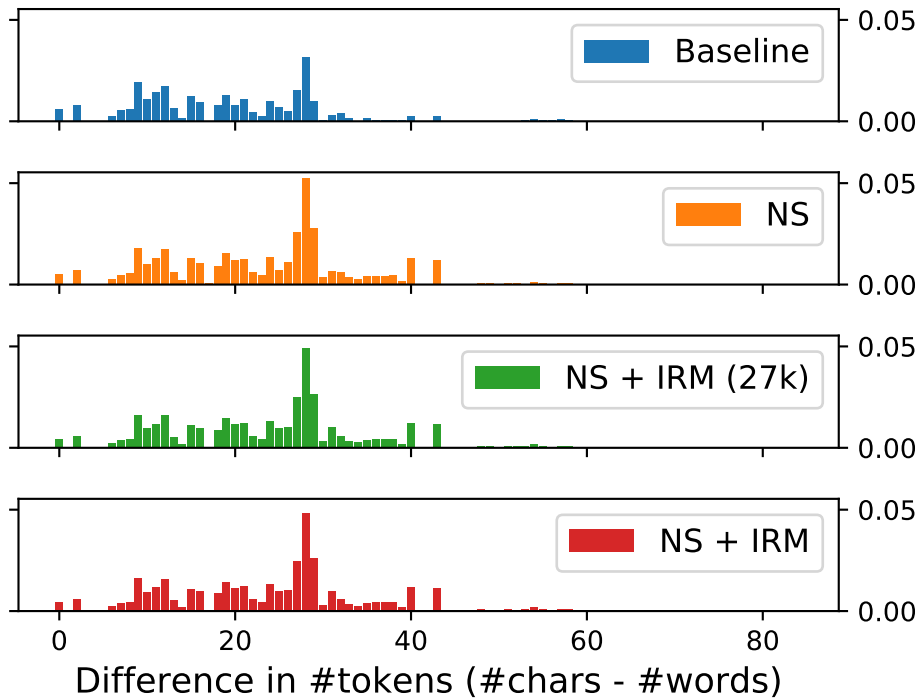 0.05
Baseline
0.00
0.05
NS
0.00
0.05
NS + IRM (27k)
0.00
0.05
NS + IRM
0.00
0 20 40 60 80
Difference in #tokens (#chars - #words)